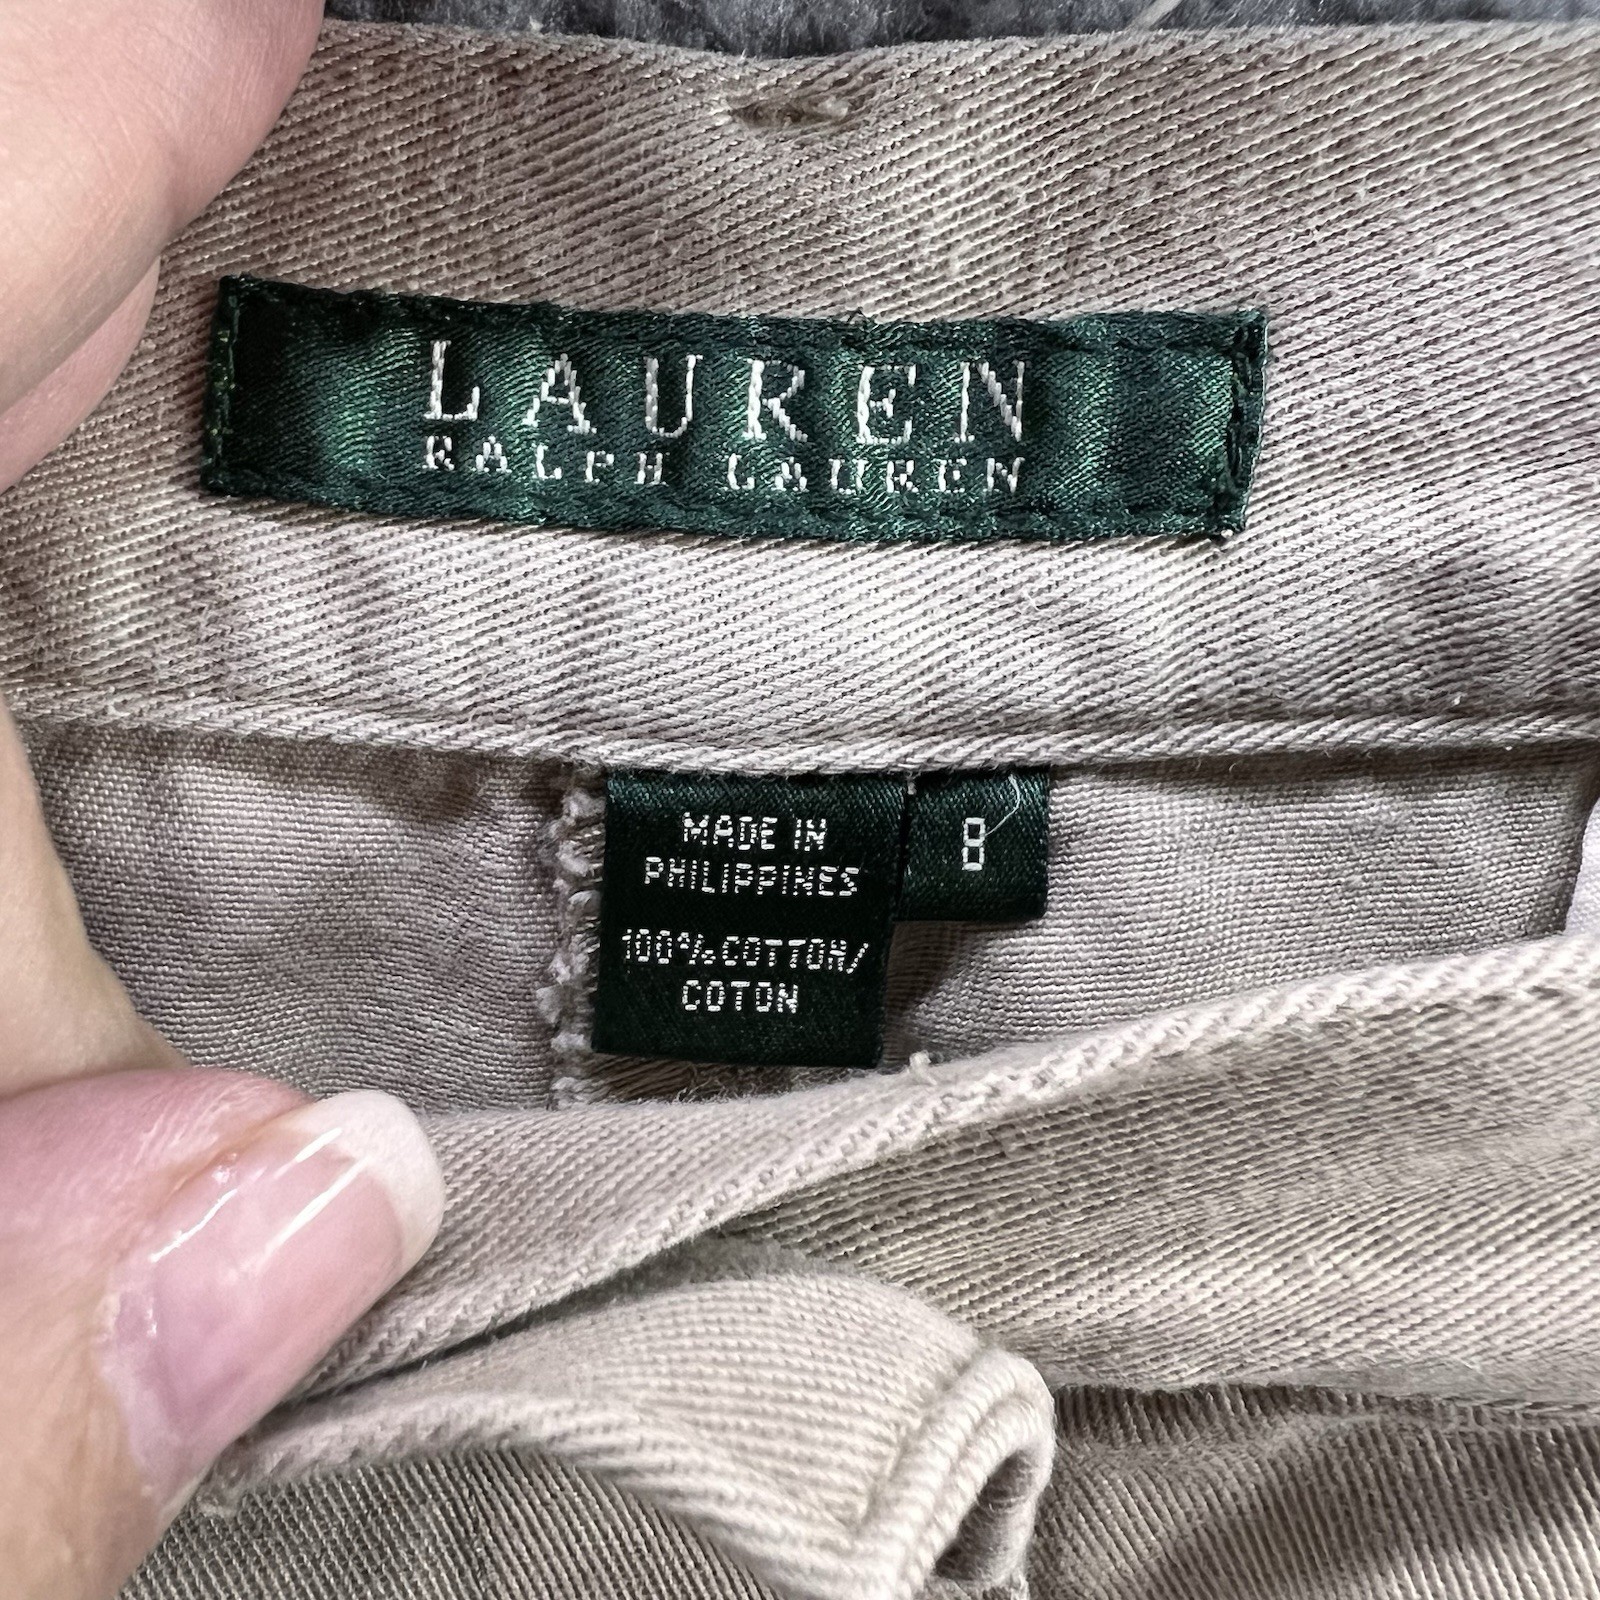 LAUREN
RALPH LAUREN
MADE IN
PHILIPPINES
8
100% COTTON/
COTON